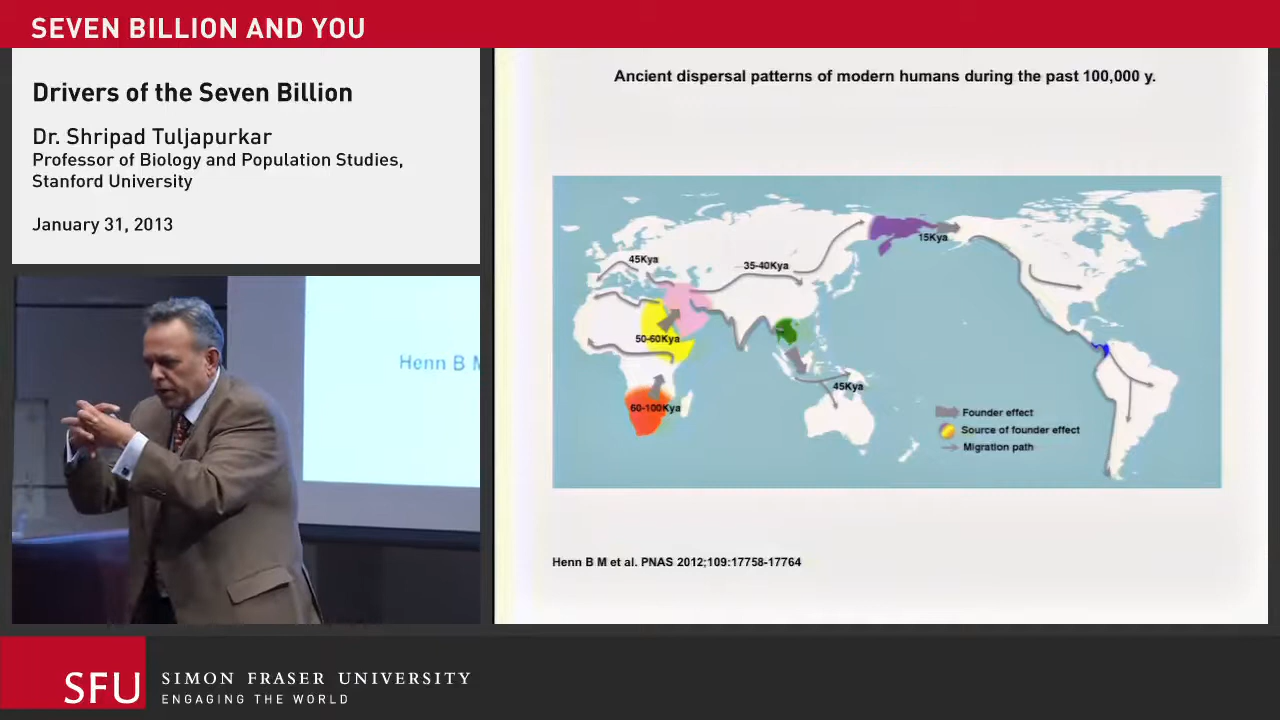 SEVEN BILLION AND YOU
Drivers of the Seven Billion
Dr. Shripad Tuljapurkar
Professor of Biology and Population Studies,
Stanford University
January 31, 2013
Henn B M
Ancient dispersal patterns of modern humans during the past 100,000 y.
15Kya
45Kya
35-40Kya
50-60Kya
45Kya
60-100Kya
Founder effect
Source of founder effect
Migration path
Henn B M et al. PNAS 2012;109:17758-17764
SFU
SIMON FRASER UNIVERSITY
ENGAGING THE WORLD